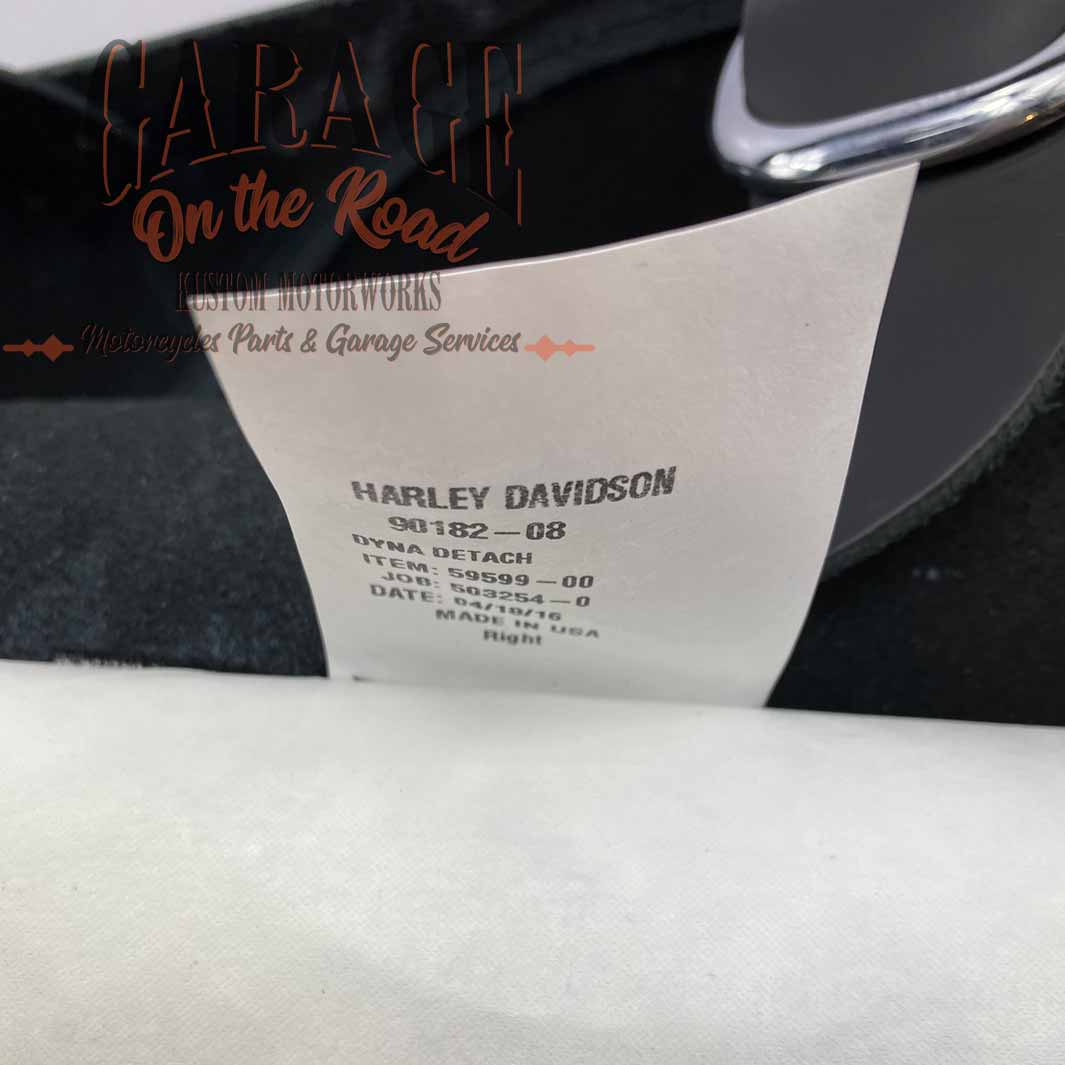 GARAGE
On the Road
KUSTOM MOTORWORKS
Motorcycles Parts & Garage Services
HARLEY DAVIDSON
90182-08
DYNA DETACH
ITEM: 59599-00
JOB: 503254-0
DATE: 04/18/16
MADE IN USA
Right